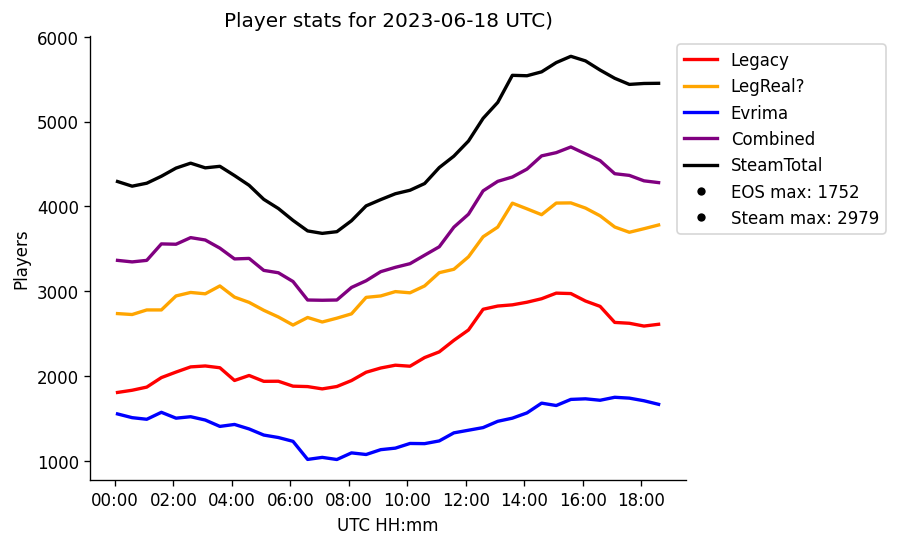 Player stats for 2023-06-18 UTC)
6000
5000
4000
3000
2000
1000
Players
00:00 02:00 04:00 06:00 08:00 10:00 12:00 14:00 16:00 18:00
UTC HH:mm
Legacy
LegReal?
Evrima
Combined
SteamTotal
EOS max: 1752
Steam max: 2979